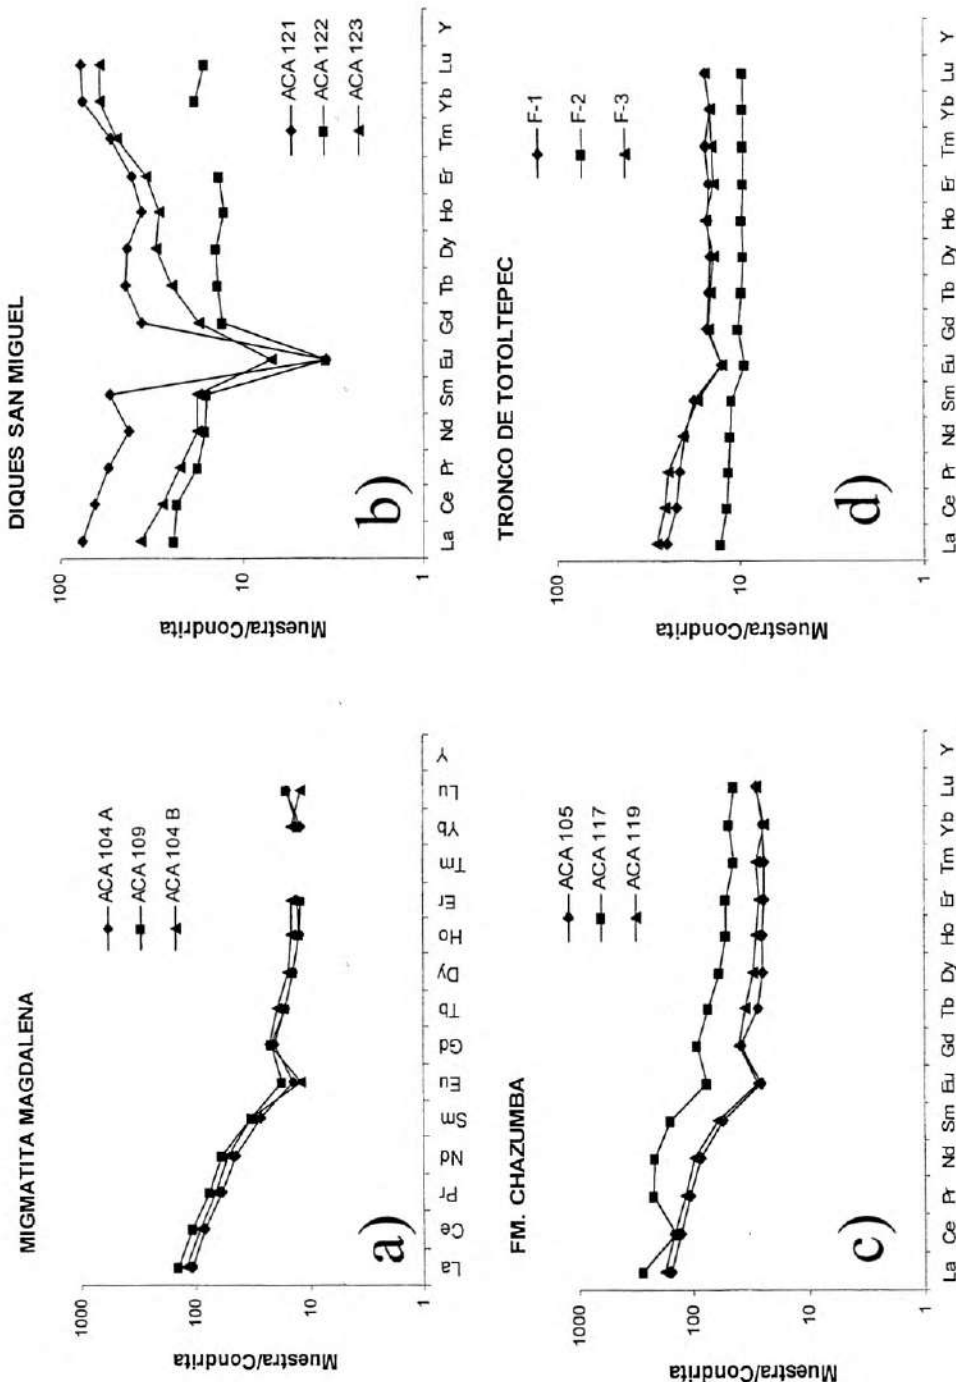 MIGMATITA MAGDALENA
1000
100
10
1
Muestra/Condrita
ACA 104 A
ACA 109
ACA 104 B
La Ce Pr Nd Sm Eu Gd Tb Dy Ho Er Tm Yb Lu Y
a)
DIQUES SAN MIGUEL
100
10
1
Muestra/Condrita
ACA 121
ACA 122
ACA 123
La Ce Pr Nd Sm Eu Gd Tb Dy Ho Er Tm Yb Lu Y
b)
FM. CHAZUMBA
1000
100
10
1
Muestra/Condrita
ACA 105
ACA 117
ACA 119
La Ce Pr Nd Sm Eu Gd Tb Dy Ho Er Tm Yb Lu Y
c)
TRONCO DE TOTOLTEPEC
100
10
1
Muestra/Condrita
F-1
F-2
F-3
La Ce Pr Nd Sm Eu Gd Tb Dy Ho Er Tm Yb Lu Y
d)